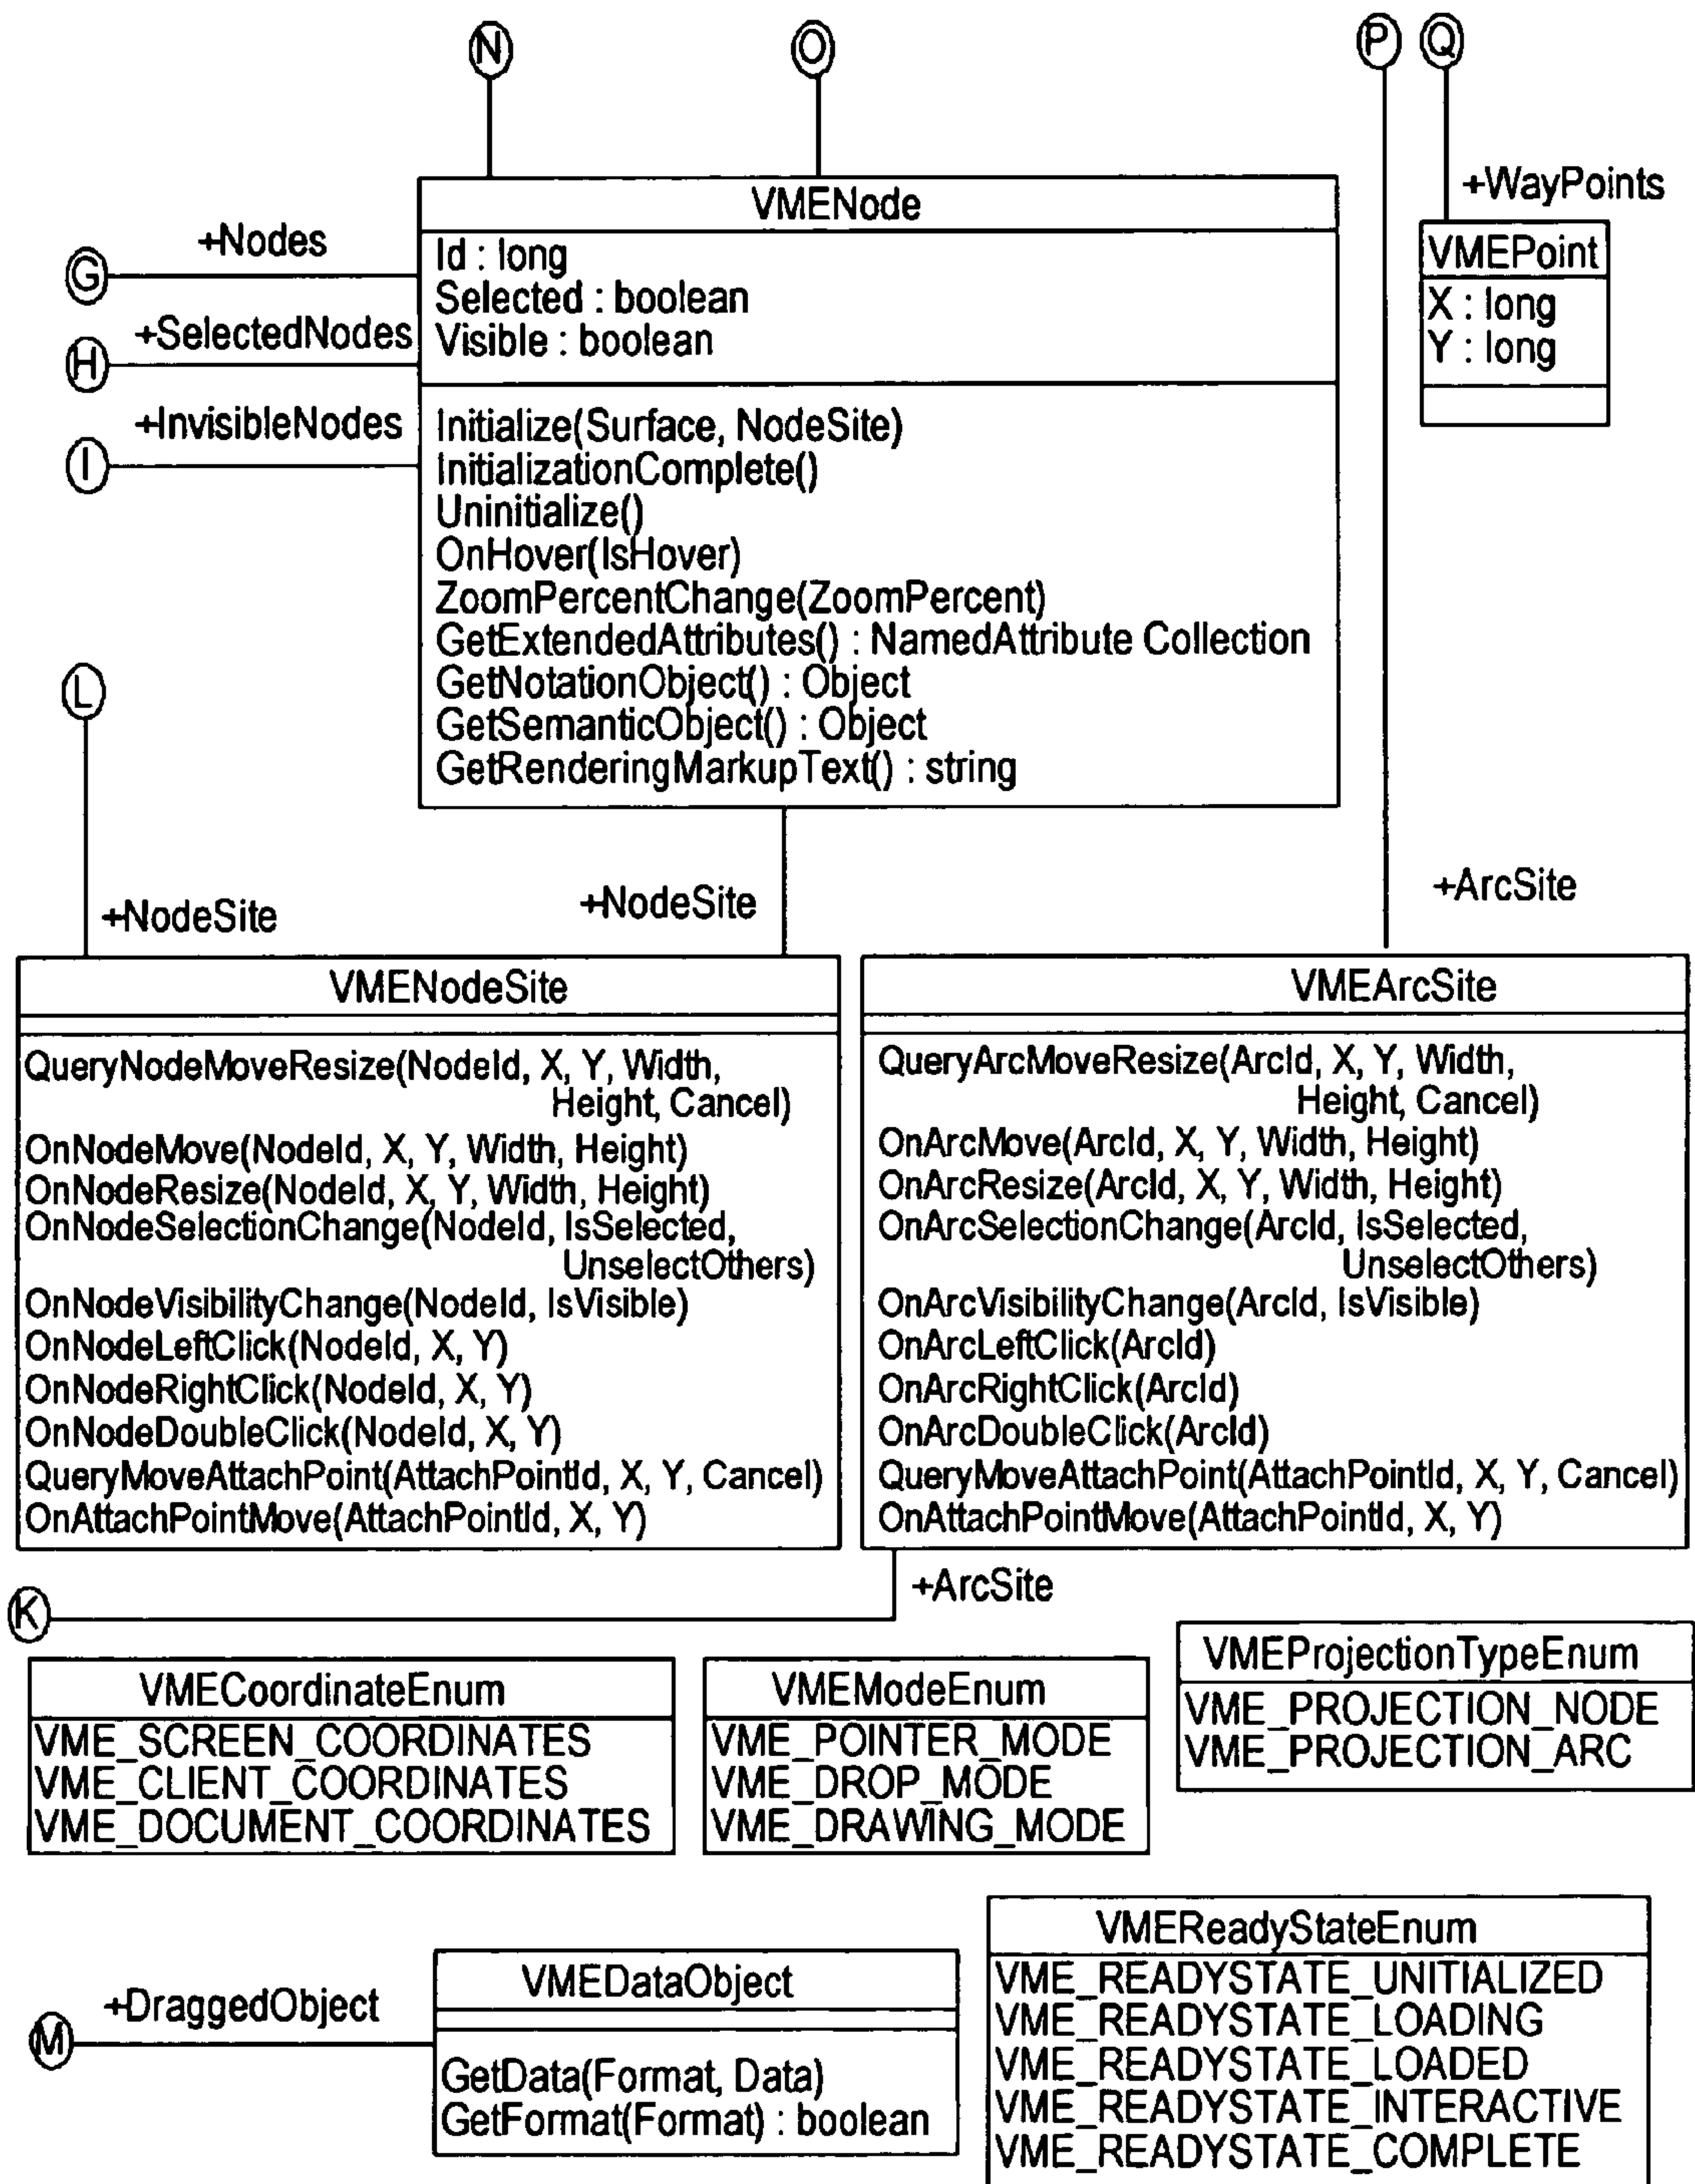 N
O
P
Q
+WayPoints
VMENode
+Nodes
G
Id : long
Selected : boolean
Visible : boolean
+SelectedNodes
H
+InvisibleNodes
I
VMEPoint
X : long
Y : long
Initialize(Surface, NodeSite)
InitializationComplete()
Uninitialize()
OnHover(IsHover)
ZoomPercentChange(ZoomPercent)
GetExtendedAttributes() : NamedAttribute Collection
GetNotationObject() : Object
GetSemanticObject() : Object
GetRenderingMarkupText() : string
L
+NodeSite
+NodeSite
+ArcSite
VMENodeSite
QueryNodeMoveResize(NodeId, X, Y, Width,
Height, Cancel)
OnNodeMove(NodeId, X, Y, Width, Height)
OnNodeResize(NodeId, X, Y, Width, Height)
OnNodeSelectionChange(NodeId, IsSelected,
UnselectOthers)
OnNodeVisibilityChange(NodeId, IsVisible)
OnNodeLeftClick(NodeId, X, Y)
OnNodeRightClick(NodeId, X, Y)
OnNodeDoubleClick(NodeId, X, Y)
QueryMoveAttachPoint(AttachPointId, X, Y, Cancel)
OnAttachPointMove(AttachPointId, X, Y)
VMEArcSite
QueryArcMoveResize(ArcId, X, Y, Width,
Height, Cancel)
OnArcMove(ArcId, X, Y, Width, Height)
OnArcResize(ArcId, X, Y, Width, Height)
OnArcSelectionChange(ArcId, IsSelected,
UnselectOthers)
OnArcVisibilityChange(ArcId, IsVisible)
OnArcLeftClick(ArcId)
OnArcRightClick(ArcId)
OnArcDoubleClick(ArcId)
QueryMoveAttachPoint(AttachPointId, X, Y, Cancel)
OnAttachPointMove(AttachPointId, X, Y)
+ArcSite
K
VMECoordinateEnum
VME_SCREEN_COORDINATES
VME_CLIENT_COORDINATES
VME_DOCUMENT_COORDINATES
VMEModeEnum
VME_POINTER_MODE
VME_DROP_MODE
VME_DRAWING_MODE
VMEProjectionTypeEnum
VME_PROJECTION_NODE
VME_PROJECTION_ARC
+DraggedObject
M
VMEDataObject
GetData(Format, Data)
GetFormat(Format) : boolean
VMEReadyStateEnum
VME_READYSTATE_UNITIALIZED
VME_READYSTATE_LOADING
VME_READYSTATE_LOADED
VME_READYSTATE_INTERACTIVE
VME_READYSTATE_COMPLETE